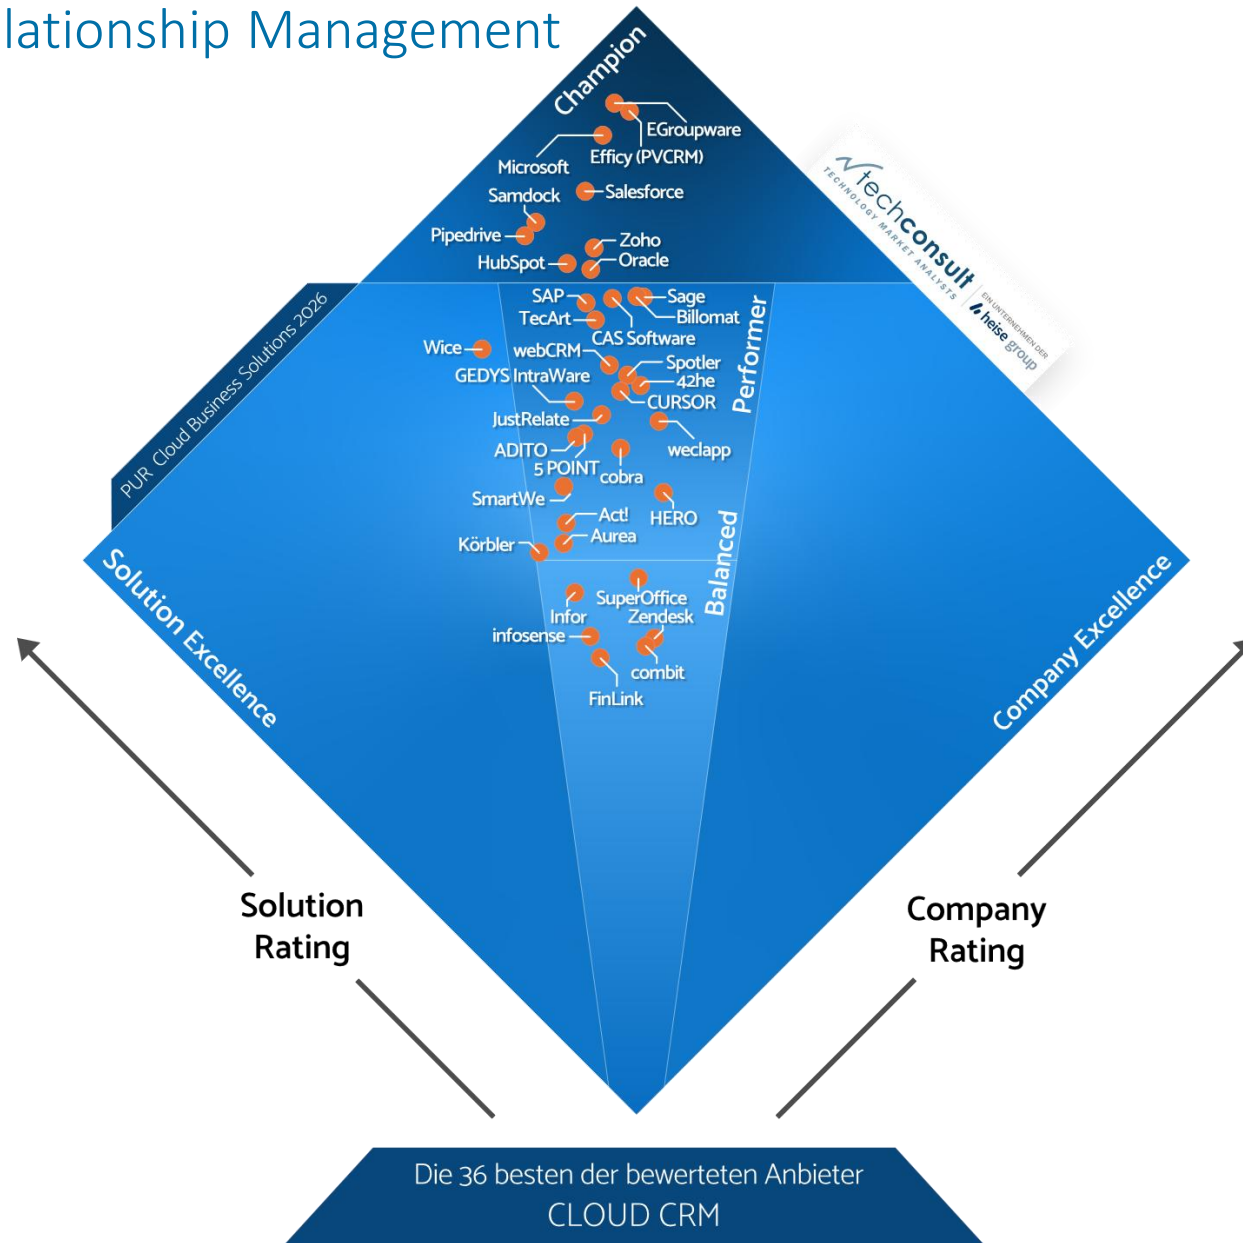 lationship Management
Champion
EGroupware
Efficy (PVCRM)
Microsoft
Samdock
Salesforce
Pipedrive
Zoho
HubSpot
Oracle
techconsult
TECHNOLOGY MARKET ANALYSTS
EIN UNTERNEHMEN DER
heise group
PUR Cloud Business Solutions 2026
SAP
Sage
TecArt
Billomat
CAS Software
Performer
Wice
webCRM
Spotler
GEDYS IntraWare
42he
CURSOR
JustRelate
weclapp
ADITO
5 POINT
cobra
SmartWe
Act!
HERO
Aurea
Körbler
Balanced
SuperOffice
Infor
Zendesk
infosense
combit
FinLink
Solution Excellence
Company Excellence
Solution
Rating
Company
Rating
Die 36 besten der bewerteten Anbieter
CLOUD CRM